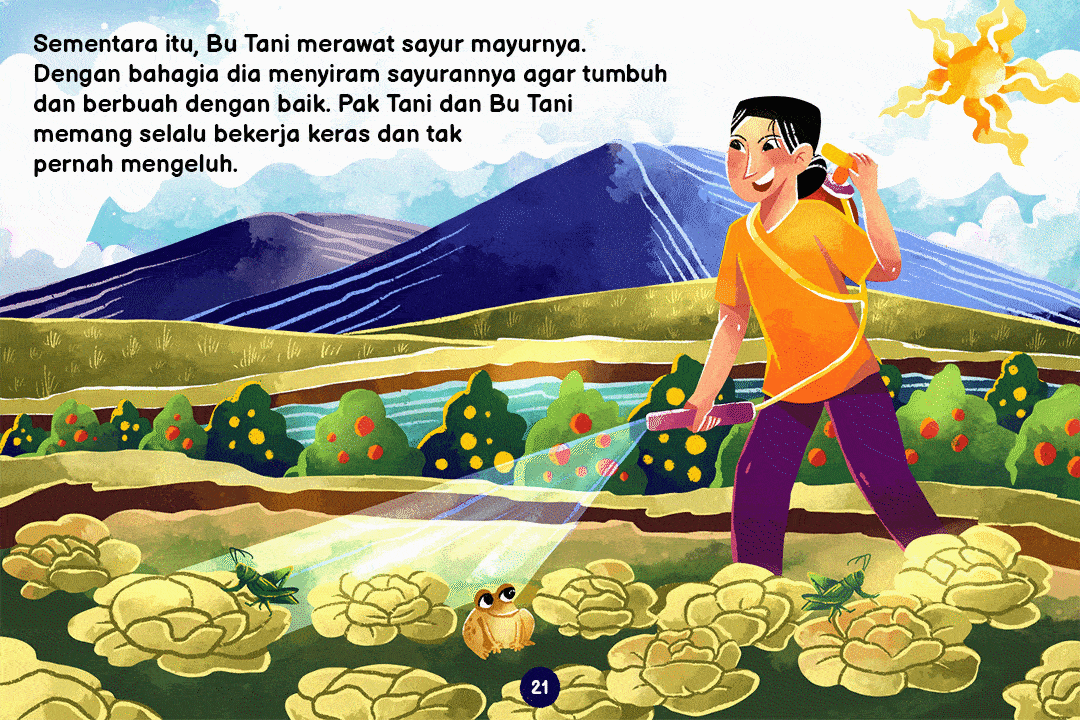 Sementara itu, Bu Tani merawat sayur mayurnya.
Dengan bahagia dia menyiram sayurannya agar tumbuh
dan berbuah dengan baik. Pak Tani dan Bu Tani
memang selalu bekerja keras dan tak
pernah mengeluh.
21